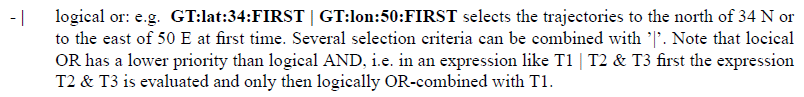 - | logical or: e.g. GT:lat:34:FIRST | GT:lon:50:FIRST selects the trajectories to the north of 34 N or
to the east of 50 E at first time. Several selection criteria can be combined with '|'. Note that locical
OR has a lower priority than logical AND, i.e. in an expression like T1 | T2 & T3 first the expression
T2 & T3 is evaluated and only then logically OR-combined with T1.